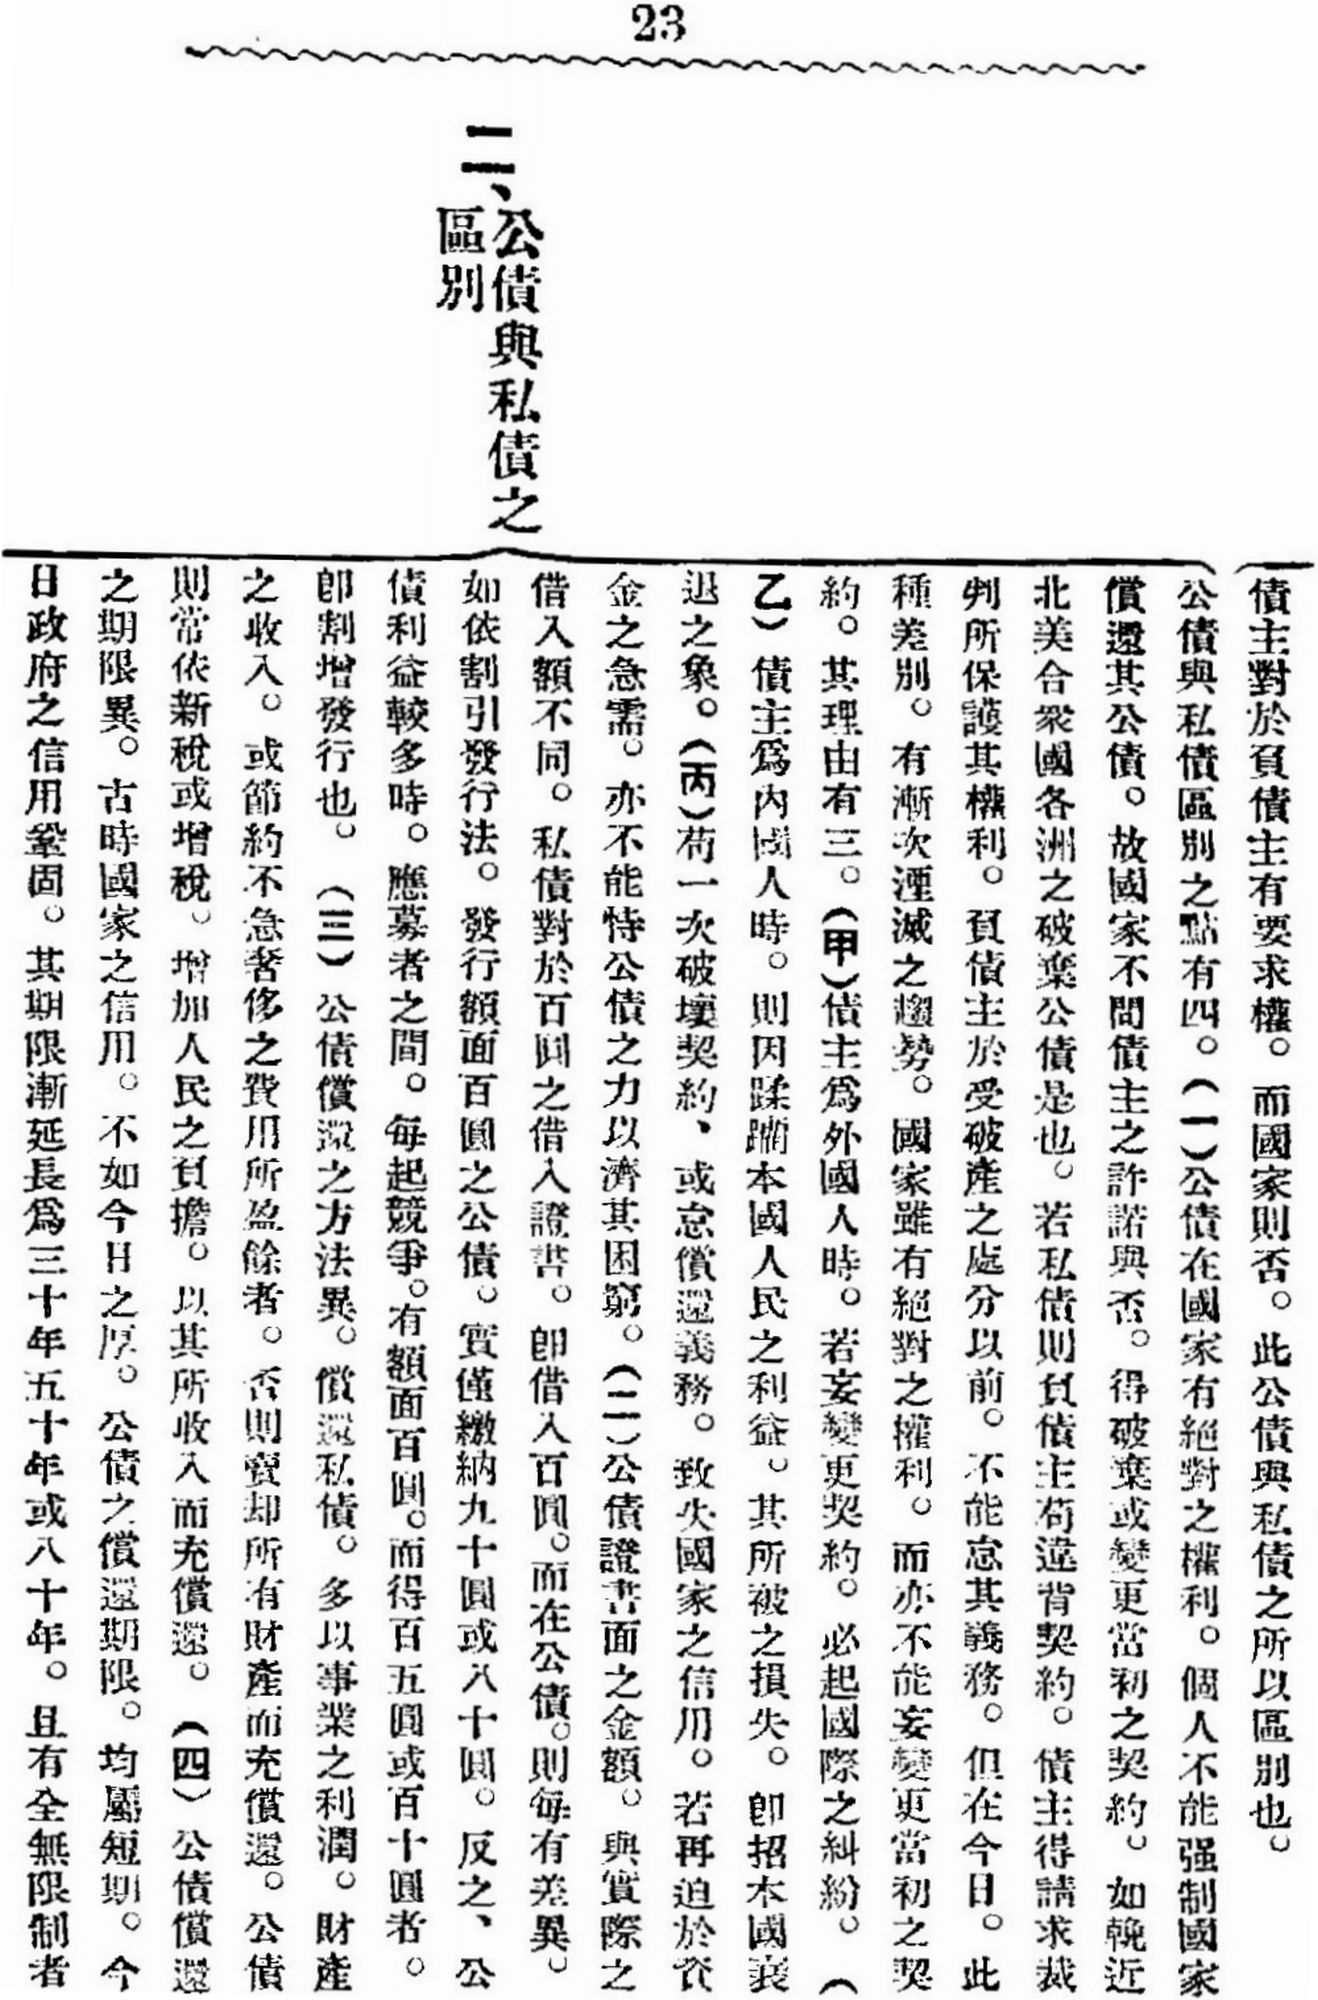 23
債主對於負債主有要求權。而國家則否。此公債與私債之所以區別也。
二、公債與私債之
區別
公債與私債區別之點有四。(一)公債在國家有絕對之權利。個人不能强制國家
償還其公債。故國家不問債主之許諾與否。得破棄或變更當初之契約。如輓近
北美合衆國各洲之破棄公債是也。若私債則負債主苟違背契約。債主得請求裁
判所保護其權利。負債主於受破產之處分以前。不能怠其義務。但在今日。此
種差別。有漸次湮滅之趨勢。國家雖有絕對之權利。而亦不能妄變更當初之契
約。其理由有三。(甲)債主爲外國人時。若妄變更契約。必起國際之糾紛。(
乙)債主爲內國人時。則因蹂躪本國人民之利益。其所被之損失。卽招本國衰
退之象。(丙)苟一次破壞契約、或怠償還義務。致失國家之信用。若再迫於資
金之急需。亦不能恃公債之力以濟其困窮。(二)公債證書面之金額。與實際之
借入額不同。私債對於百圓之借入證書。卽借入百圓。而在公債。則每有差異。
如依割引發行法。發行額面百圓之公債。實僅繳納九十圓或八十圓。反之、公
債利益較多時。應募者之間。每起競爭。有額面百圓。而得百五圓或百十圓者。
卽割增發行也。(三)公債償還之方法異。償還私債。多以事業之利潤。財產
之收入。或節約不急奢侈之費用所盈餘者。否則賣却所有財產而充償還。公債
則常依新稅或增稅。增加人民之負擔。以其所收入而充償還。(四)公債償還
之期限異。古時國家之信用。不如今日之厚。公債之償還期限。均屬短期。今
日政府之信用鞏固。其期限漸延長爲三十年五十年或八十年。且有全無限制者